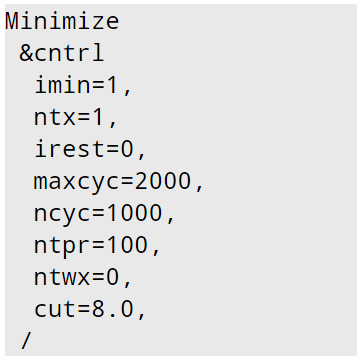 Minimize
 &cntrl
  imin=1,
  ntx=1,
  irest=0,
  maxcyc=2000,
  ncyc=1000,
  ntpr=100,
  ntwx=0,
  cut=8.0,
 /